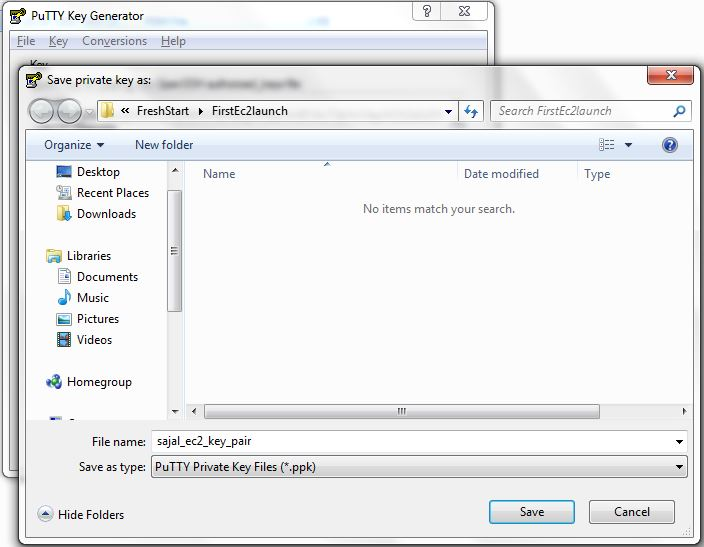 PuTTY Key Generator
File Key Conversions Help
Key
Save private key as:
FreshStart FirstEc2launch Search FirstEc2launch
Organize New folder
Name Date modified Type
No items match your search.
Desktop
Recent Places
Downloads
Libraries
Documents
Music
Pictures
Videos
Homegroup
File name: sajal_ec2_key_pair
Save as type: PuTTY Private Key Files (*.ppk)
Hide Folders Save Cancel